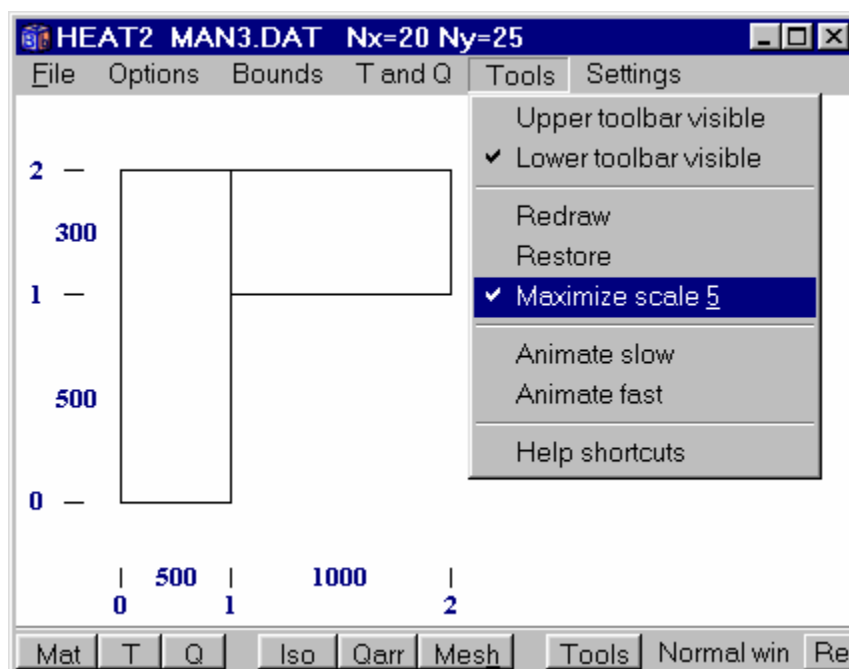 HEAT2 MAN3.DAT Nx=20 Ny=25
File Options Bounds T and Q Tools Settings
Upper toolbar visible
Lower toolbar visible
Redraw
Restore
Maximize scale 5
Animate slow
Animate fast
Help shortcuts
2
300
1
500
0
500 1000
0 1 2
Mat T Q Iso Qarr Mesh Tools Normal win Re